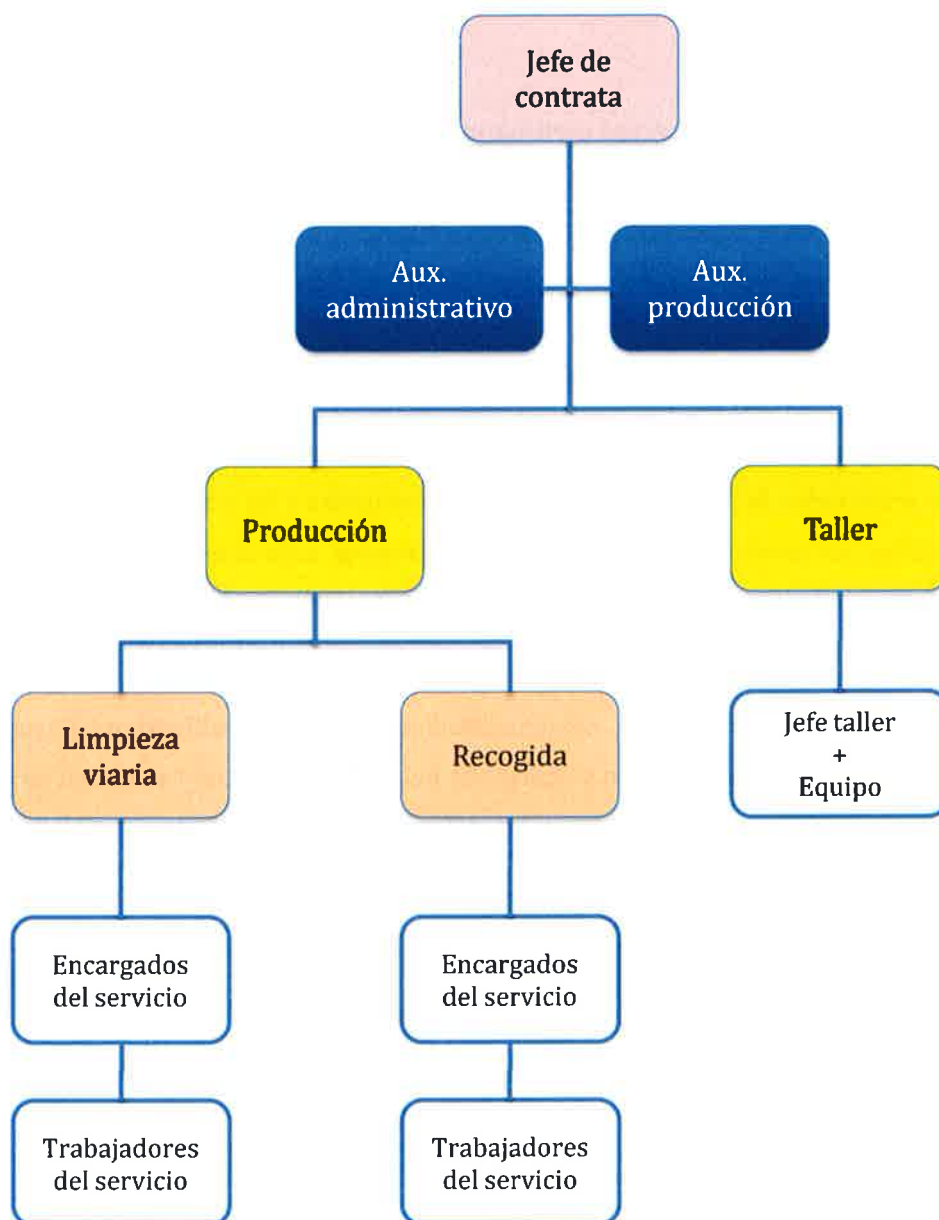 Jefe de
contrata
Aux.
administrativo
Aux.
producción
Producción
Taller
Limpieza
viaria
Recogida
Jefe taller
+
Equipo
Encargados
del servicio
Encargados
del servicio
Trabajadores
del servicio
Trabajadores
del servicio